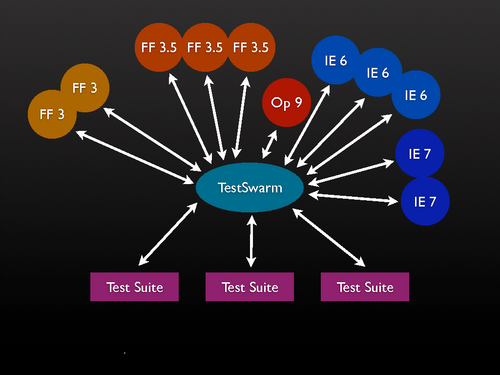 FF 3.5 FF 3.5 FF 3.5
IE 6
IE 6
IE 6
FF 3
FF 3
Op 9
IE 7
IE 7
TestSwarm
Test Suite Test Suite Test Suite